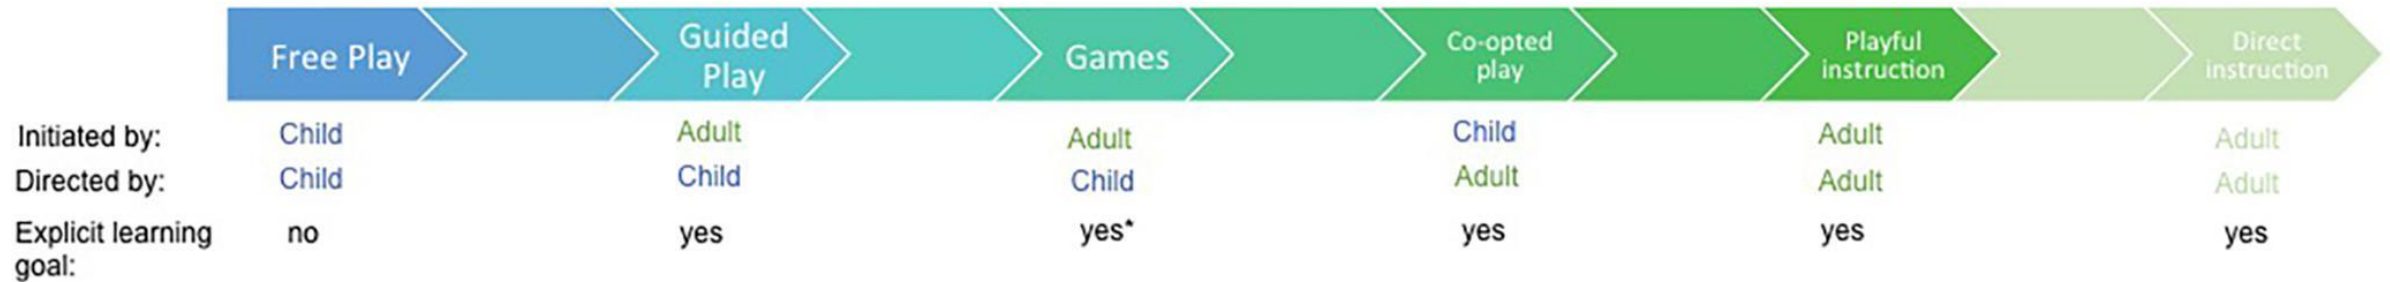 Free Play Guided Play Games Co-opted play Playful instruction Direct instruction
Initiated by: Child Adult Adult Child Adult Adult
Directed by: Child Child Child Adult Adult Adult
Explicit learning goal: no yes yes* yes yes yes